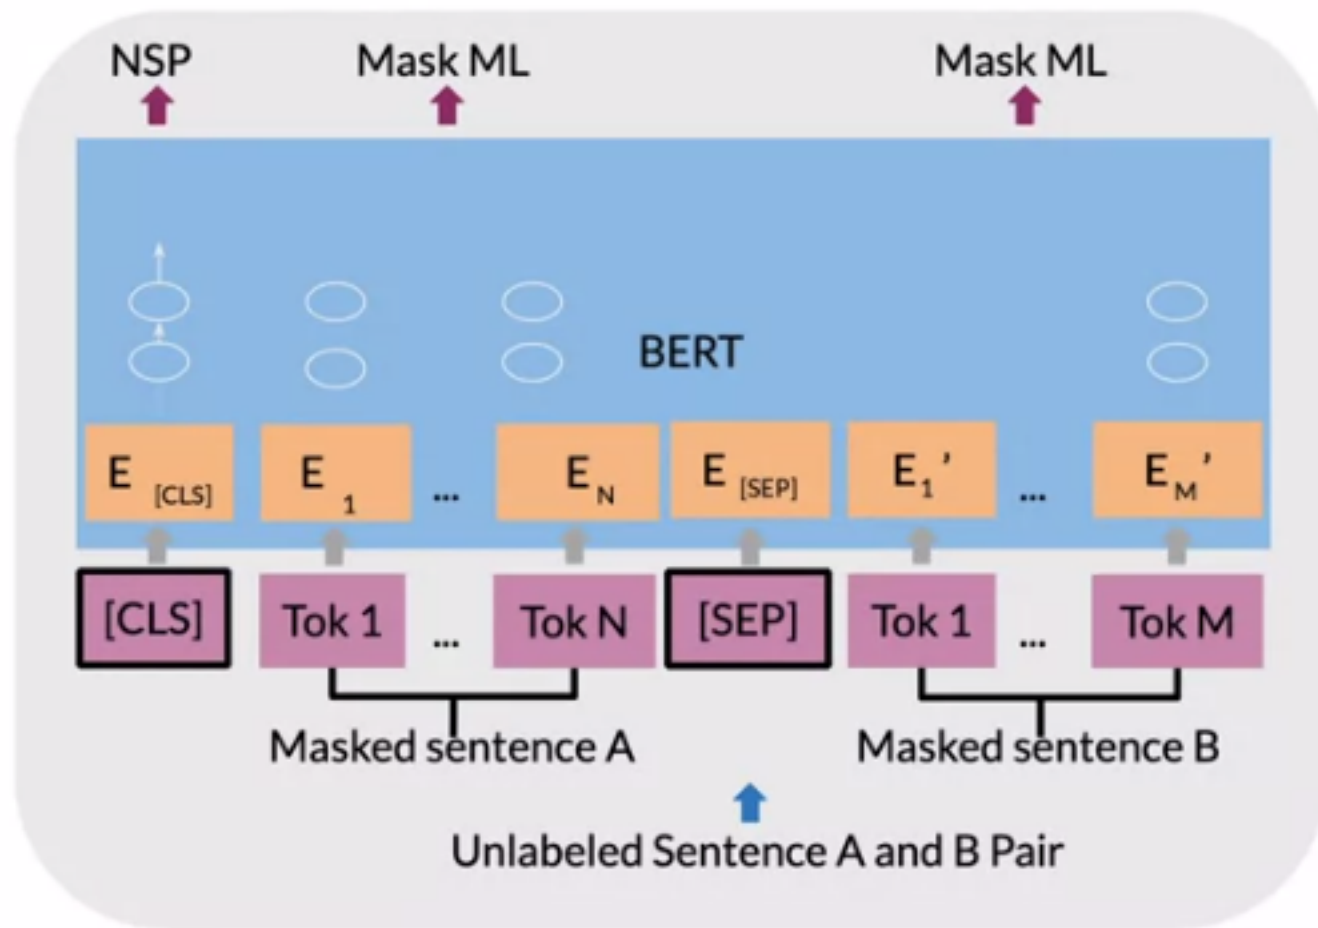 NSP Mask ML Mask ML
BERT
E [CLS] E 1 ... E N E [SEP] E 1 ’ ... E M ’
[CLS] Tok 1 ... Tok N [SEP] Tok 1 ... Tok M
Masked sentence A Masked sentence B
Unlabeled Sentence A and B Pair